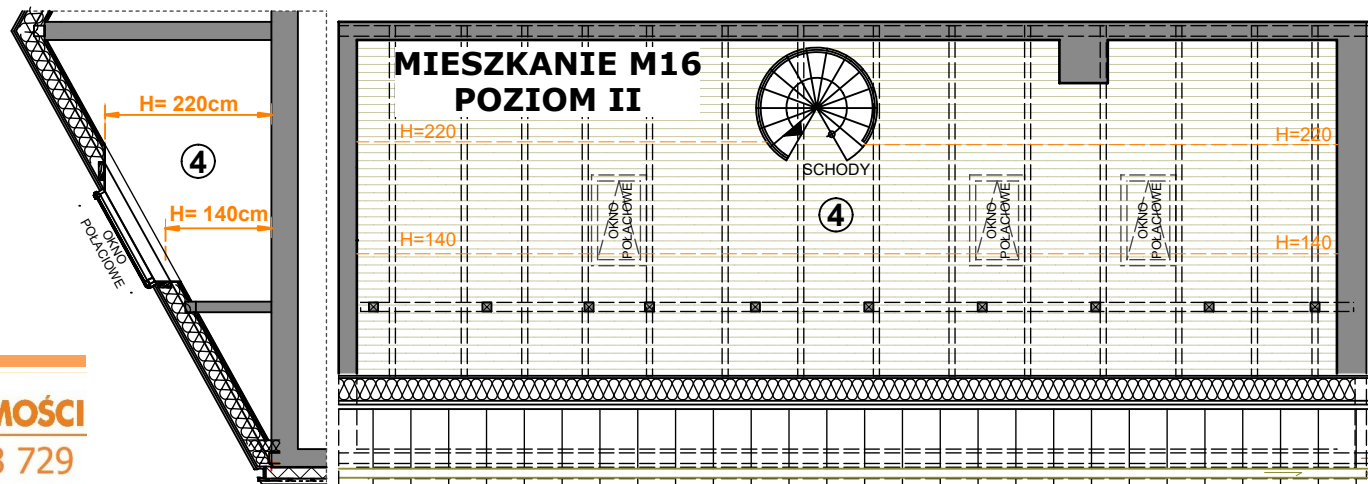 H= 220cm
4
H= 140cm
OKNO
POŁACIOWE
MOŚCI
3 729
MIESZKANIE M16
POZIOM II
H=220
H=220
SCHODY
4
OKNO
POŁACIOWE
OKNO
POŁACIOWE
OKNO
POŁACIOWE
H=140
H=140